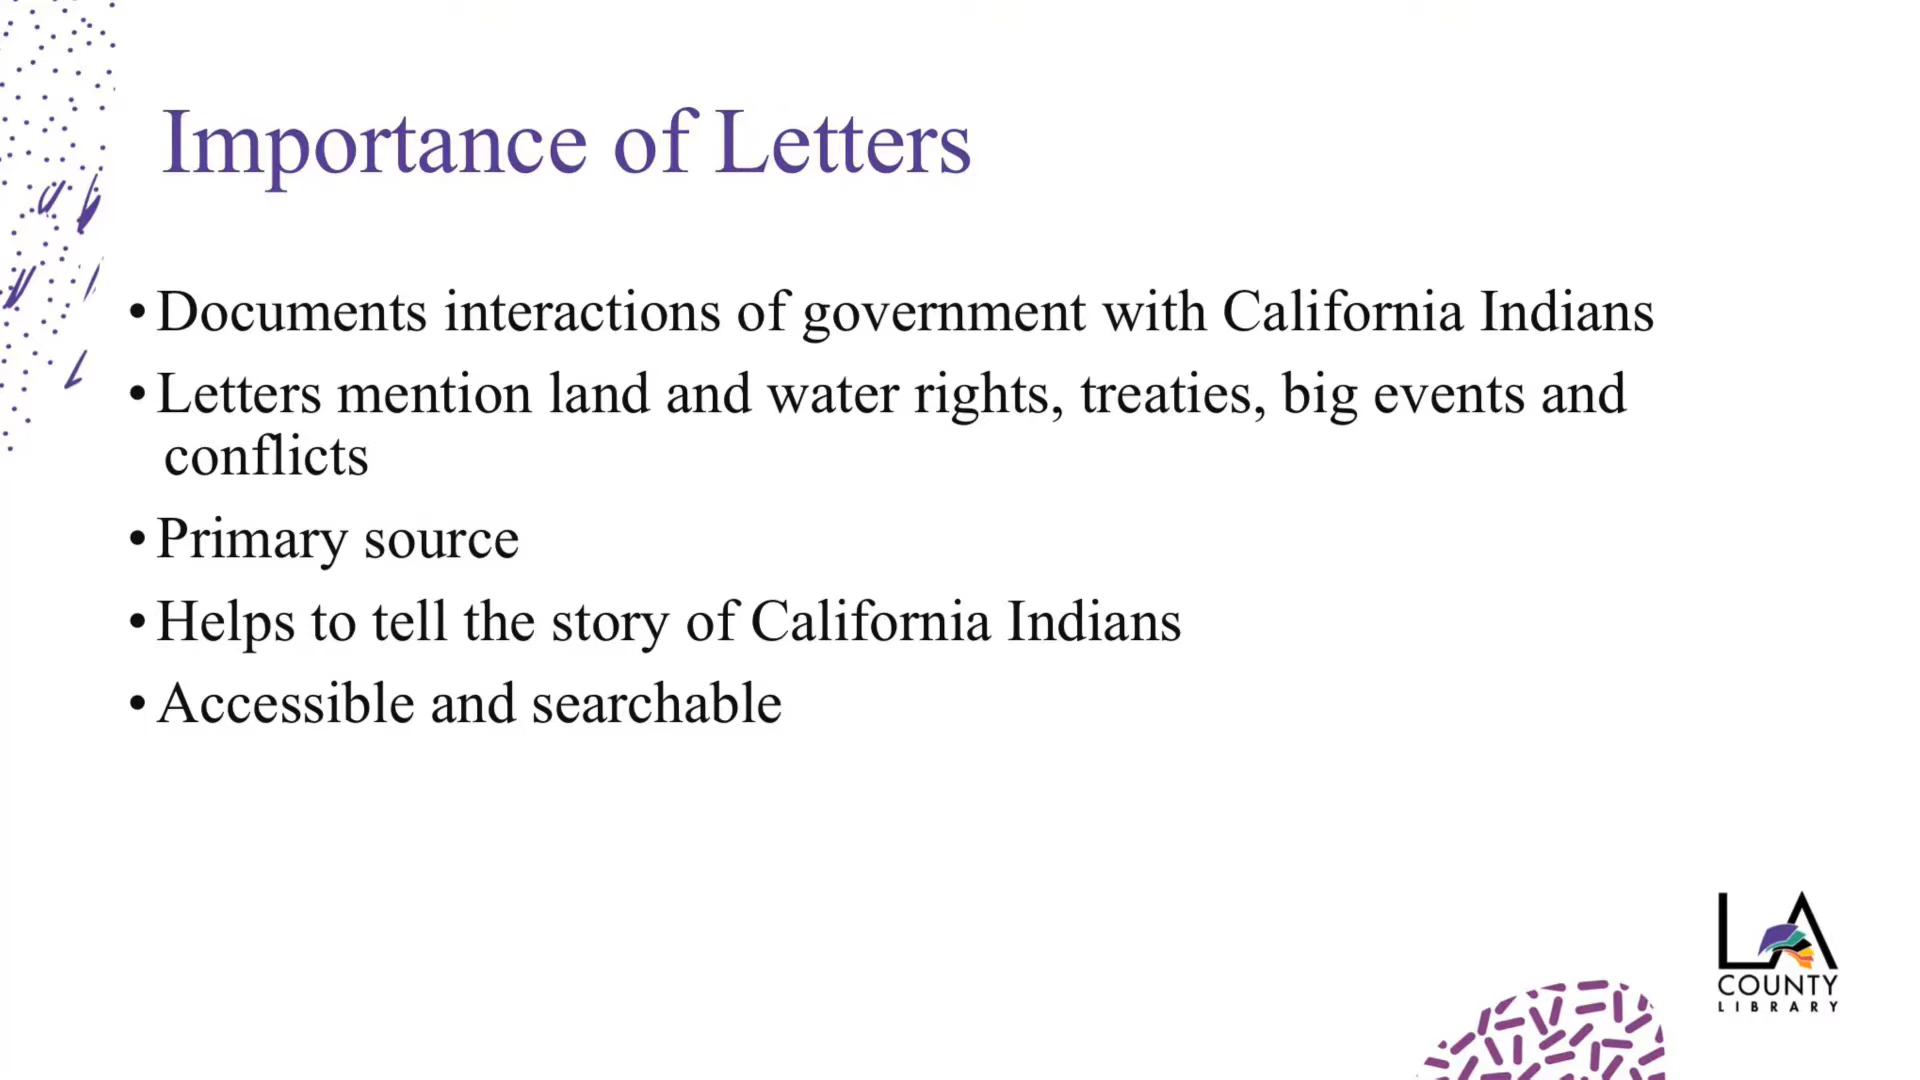 Importance of Letters
• Documents interactions of government with California Indians
• Letters mention land and water rights, treaties, big events and
conflicts
• Primary source
• Helps to tell the story of California Indians
• Accessible and searchable
LA
COUNTY
LIBRARY